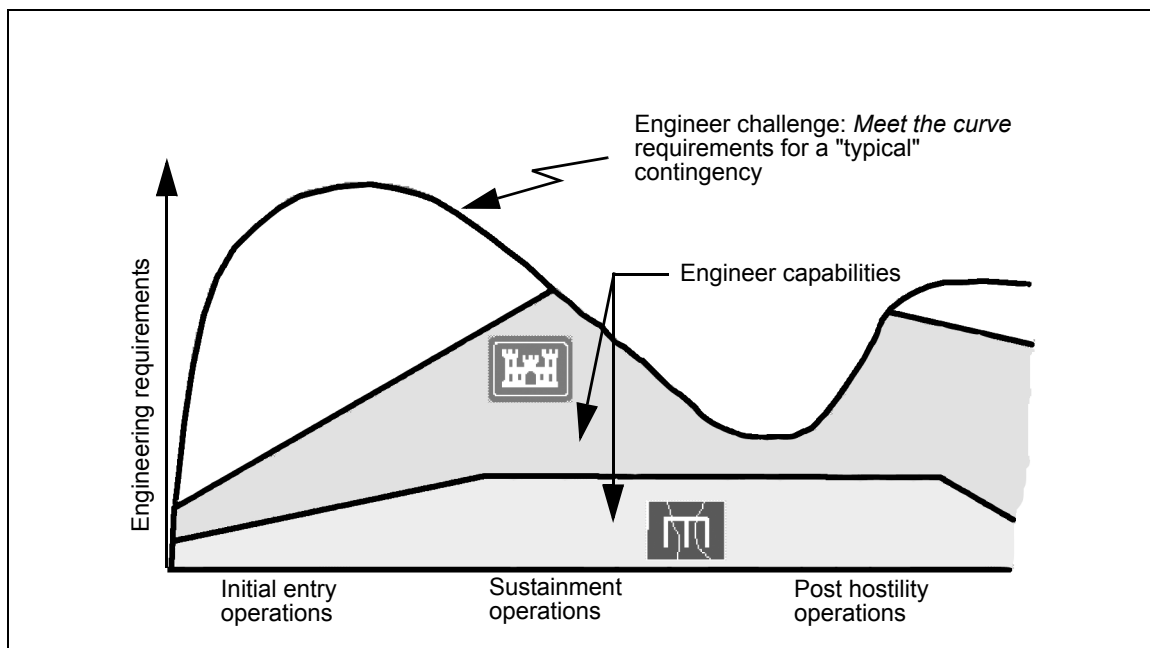 Engineer challenge: Meet the curve
requirements for a "typical"
contingency
Engineer capabilities
Engineering requirements
Initial entry
operations
Sustainment
operations
Post hostility
operations